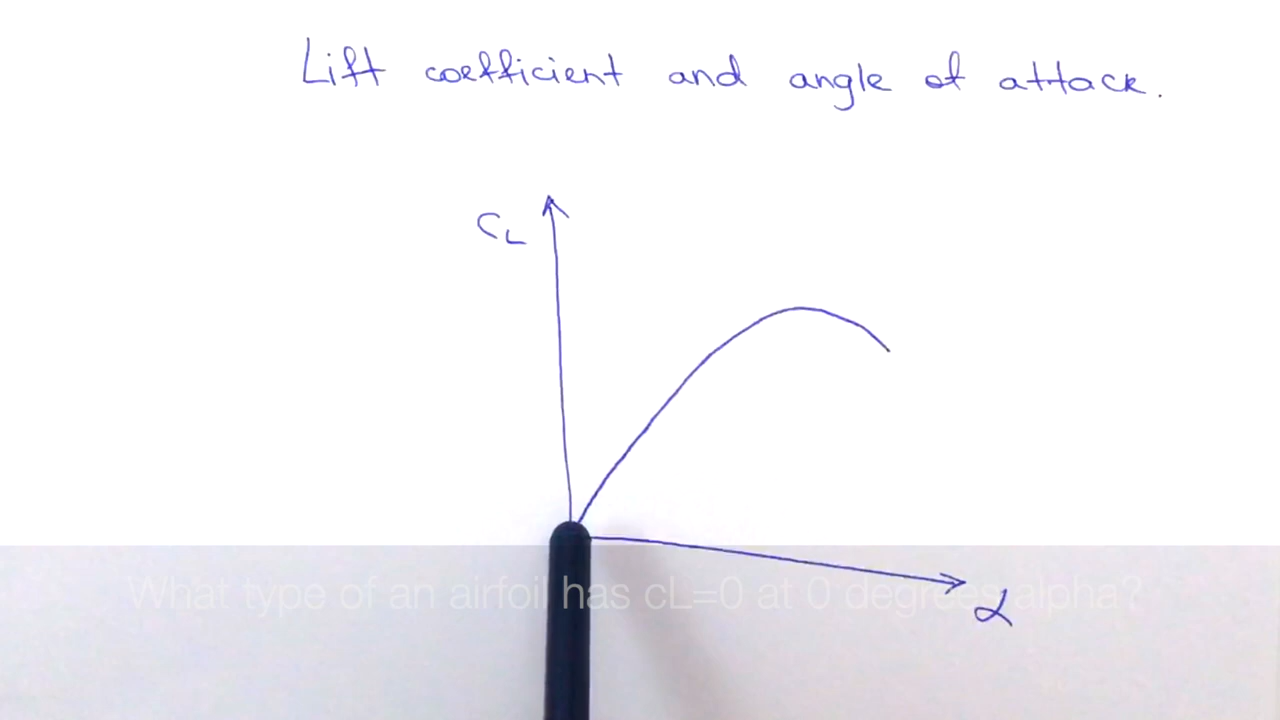 Lift coefficient and angle of attack.
CL
What type of an airfoil has cL=0 at 0 degrees alpha?
α